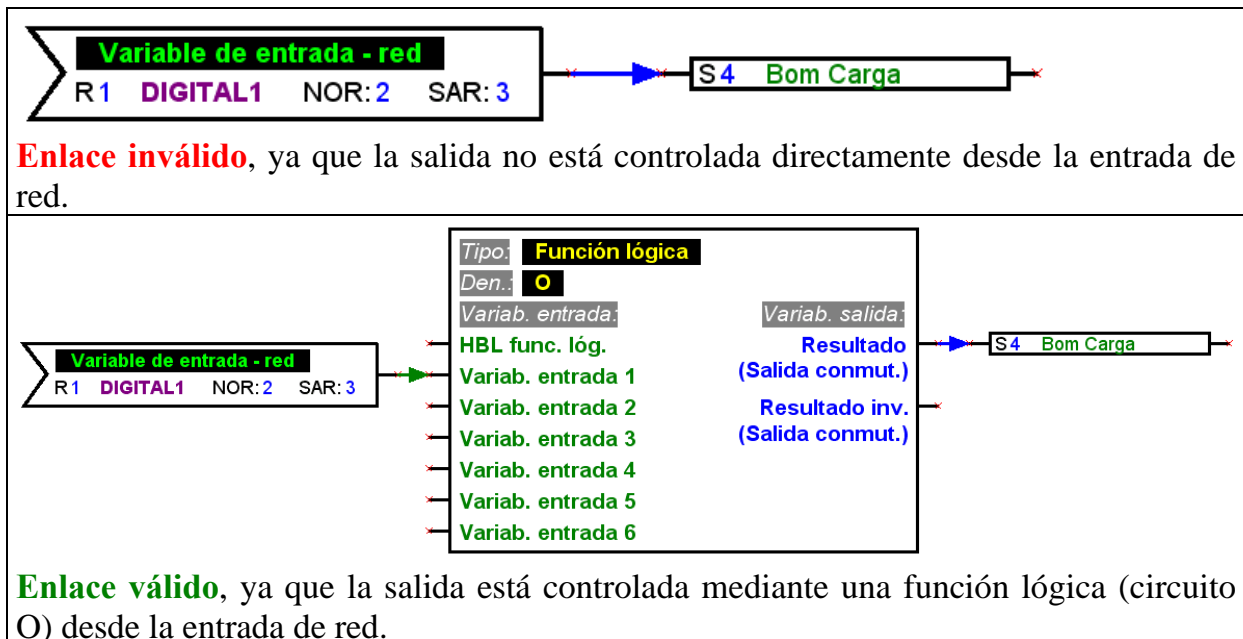 Variable de entrada - red
R1 DIGITAL1 NOR: 2 SAR: 3
S4 Bom Carga
Enlace inválido, ya que la salida no está controlada directamente desde la entrada de
red.
Tipo: Función lógica
Den.: O
Variab. entrada: Variab. salida:
HBL func. lóg. Resultado
(Salida conmut.)
Variab. entrada 1
Variab. entrada 2 Resultado inv.
(Salida conmut.)
Variab. entrada 3
Variab. entrada 4
Variab. entrada 5
Variab. entrada 6
Variable de entrada - red
R1 DIGITAL1 NOR: 2 SAR: 3
S4 Bom Carga
Enlace válido, ya que la salida está controlada mediante una función lógica (circuito
O) desde la entrada de red.